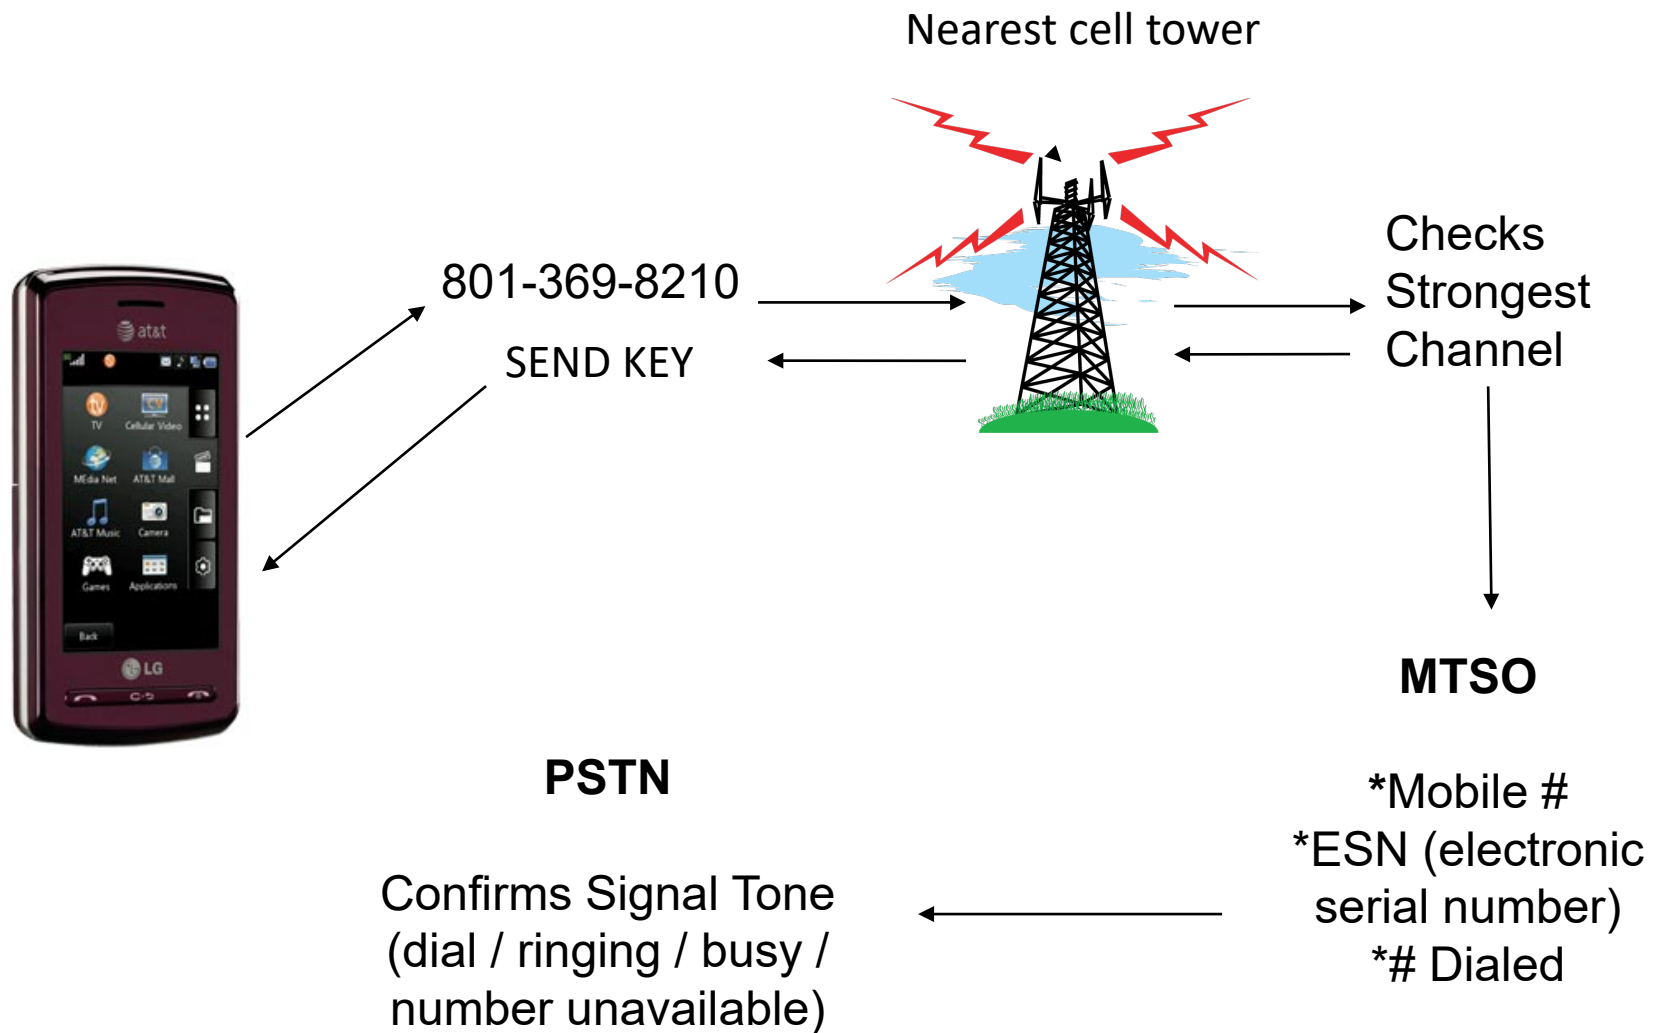 Nearest cell tower
801-369-8210
SEND KEY
Checks
Strongest
Channel
at&t
TV
Cellular Video
MEdia Net
AT&T Mall
AT&T Music
Camera
Games
Applications
Back
LG
MTSO
*Mobile #
*ESN (electronic
serial number)
*# Dialed
PSTN
Confirms Signal Tone
(dial / ringing / busy /
number unavailable)